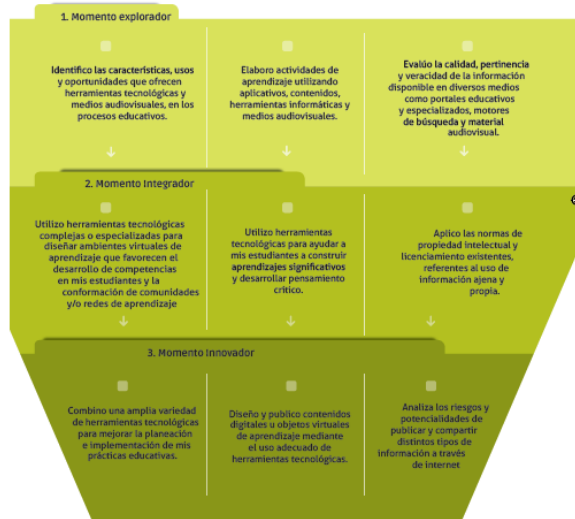 1. Momento explorador
Identifico las características, usos
y oportunidades que ofrecen
herramientas tecnológicas y
medios audiovisuales, en los
procesos educativos.
Elaboro actividades de
aprendizaje utilizando
aplicativos, contenidos,
herramientas informáticas y
medios audiovisuales.
Evalúo la calidad, pertinencia
y veracidad de la información
disponible en diversos medios
como portales educativos
y especializados, motores
de búsqueda y material
audiovisual.
2. Momento Integrador
Utilizo herramientas tecnológicas
complejas o especializadas para
diseñar ambientes virtuales de
aprendizaje que favorecen el
desarrollo de competencias
en mis estudiantes y la
conformación de comunidades
y/o redes de aprendizaje
Utilizo herramientas
tecnológicas para ayudar a
mis estudiantes a construir
aprendizajes significativos
y desarrollar pensamiento
critico.
Aplico las normas de
propiedad intelectual y
licenciamiento existentes,
referentes al uso de
información ajena y
propia.
3. Momento Innovador
Combino una amplia variedad
de herramientas tecnológicas
para mejorar la planeación
e implementación de mis
prácticas educativas.
Diseño y publico contenidos
digitales u objetos virtuales
de aprendizaje mediante
el uso adecuado de
herramientas tecnológicas.
Analiza los riesgos y
potencialidades de
publicar y compartir
distintos tipos de
información a través
de internet